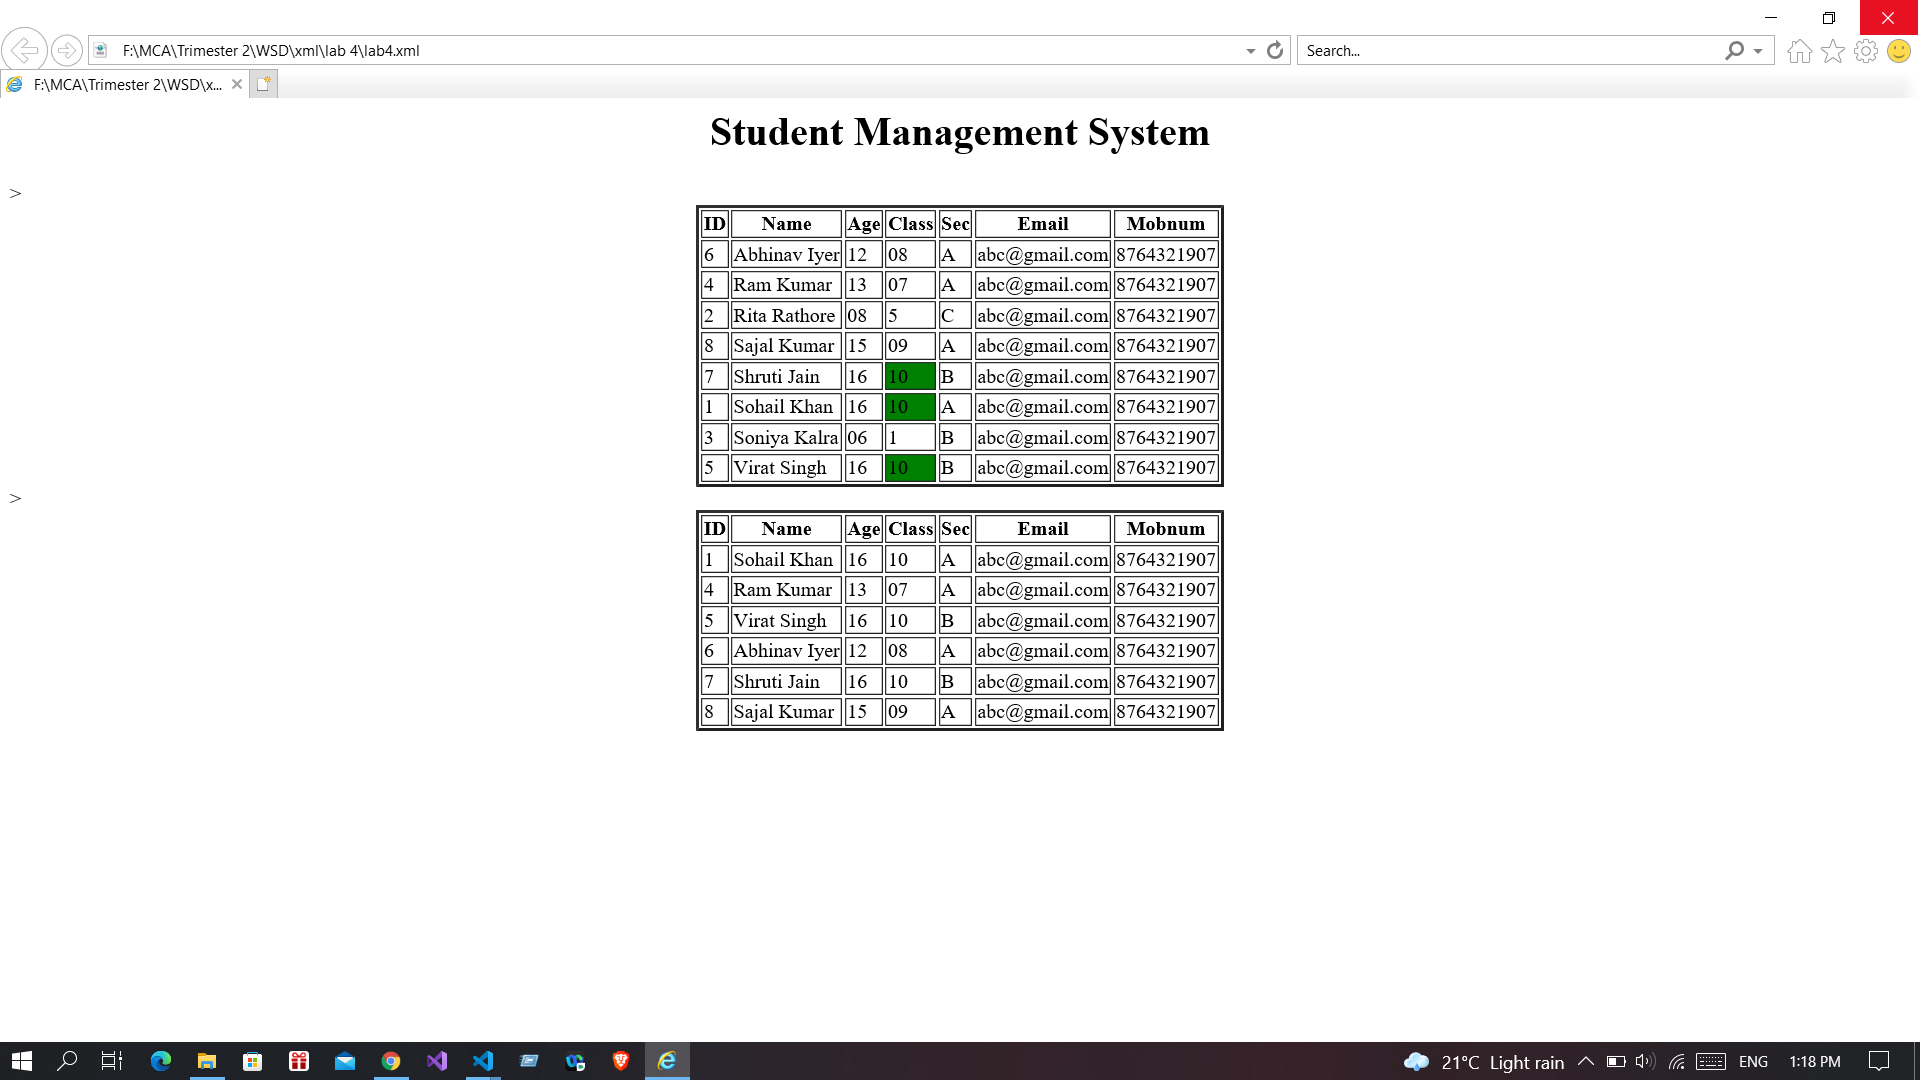 F:\MCA\Trimester 2\WSD\xml\lab 4\lab4.xml
Search...
F:\MCA\Trimester 2\WSD\x...
Student Management System
>
ID Name Age Class Sec Email Mobnum
6 Abhinav Iyer 12 08 A abc@gmail.com 8764321907
4 Ram Kumar 13 07 A abc@gmail.com 8764321907
2 Rita Rathore 08 5 C abc@gmail.com 8764321907
8 Sajal Kumar 15 09 A abc@gmail.com 8764321907
7 Shruti Jain 16 10 B abc@gmail.com 8764321907
1 Sohail Khan 16 10 A abc@gmail.com 8764321907
3 Soniya Kalra 06 1 B abc@gmail.com 8764321907
5 Virat Singh 16 10 B abc@gmail.com 8764321907
>
ID Name Age Class Sec Email Mobnum
1 Sohail Khan 16 10 A abc@gmail.com 8764321907
4 Ram Kumar 13 07 A abc@gmail.com 8764321907
5 Virat Singh 16 10 B abc@gmail.com 8764321907
6 Abhinav Iyer 12 08 A abc@gmail.com 8764321907
7 Shruti Jain 16 10 B abc@gmail.com 8764321907
8 Sajal Kumar 15 09 A abc@gmail.com 8764321907
21°C Light rain ENG 1:18 PM